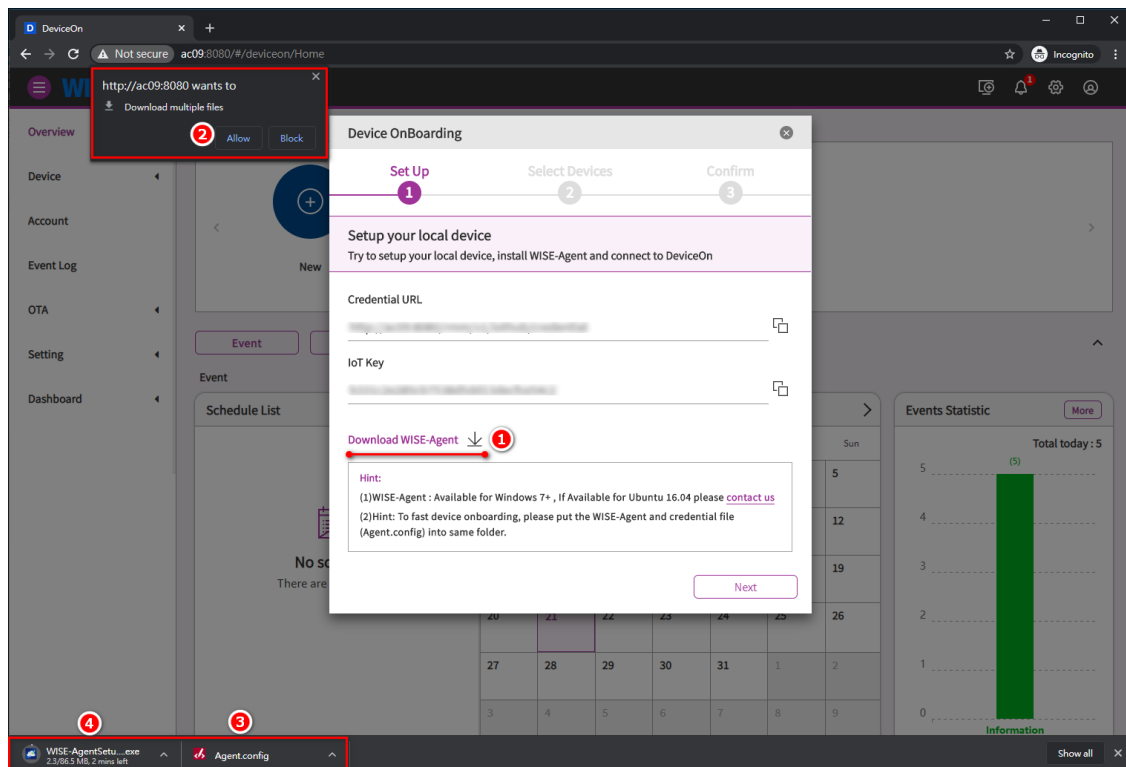 DeviceOn
Not secure ac09:8080/#/deviceon/Home
Incognito
WI
1
http://ac09:8080 wants to
Download multiple files
2
Allow
Block
Overview
Device
Account
Event Log
OTA
Setting
Dashboard
New
Event
Event
Device OnBoarding
Set Up
Select Devices
Confirm
1
2
3
Setup your local device
Try to setup your local device, install WISE-Agent and connect to DeviceOn
Credential URL
IoT Key
Download WISE-Agent
1
Hint:
(1)WISE-Agent : Available for Windows 7+ , If Available for Ubuntu 16.04 please contact us
(2)Hint: To fast device onboarding, please put the WISE-Agent and credential file
(Agent.config) into same folder.
Next
Schedule List
No sc
There are
Sun
5
12
19
20 21 22 23 24 25 26
27 28 29 30 31 1 2
3 4 5 6 7 8 9
Events Statistic
More
Total today : 5
(5)
5
4
3
2
1
0
Information
4
3
WISE-AgentSetu....exe
2.3/86.5 MB, 2 mins left
Agent.config
Show all